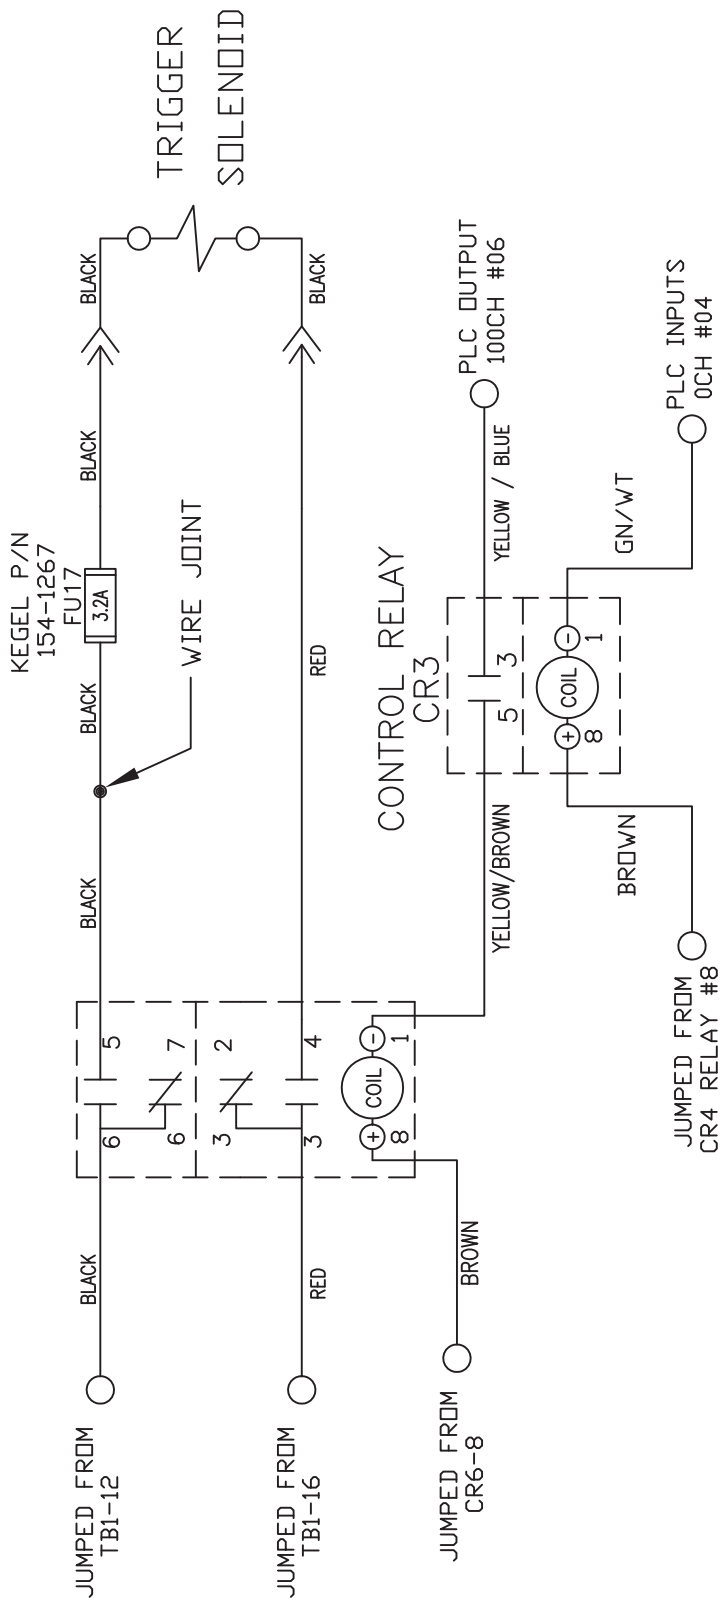 TRIGGER
SOLENOID
KEGEL P/N
154-1267
FU17
3.2A
BLACK
BLACK
BLACK
BLACK
BLACK
BLACK
WIRE JOINT
RED
RED
JUMPED FROM
TB1-12
JUMPED FROM
TB1-16
6
5
6
7
3
2
3
4
COIL
+
-
8
1
BROWN
JUMPED FROM
CR6-8
CONTROL RELAY
CR3
YELLOW/BROWN
5
3
YELLOW / BLUE
PLC OUTPUT
100CH #06
COIL
+
-
8
1
BROWN
JUMPED FROM
CR4 RELAY #8
GN/WT
PLC INPUTS
0CH #04